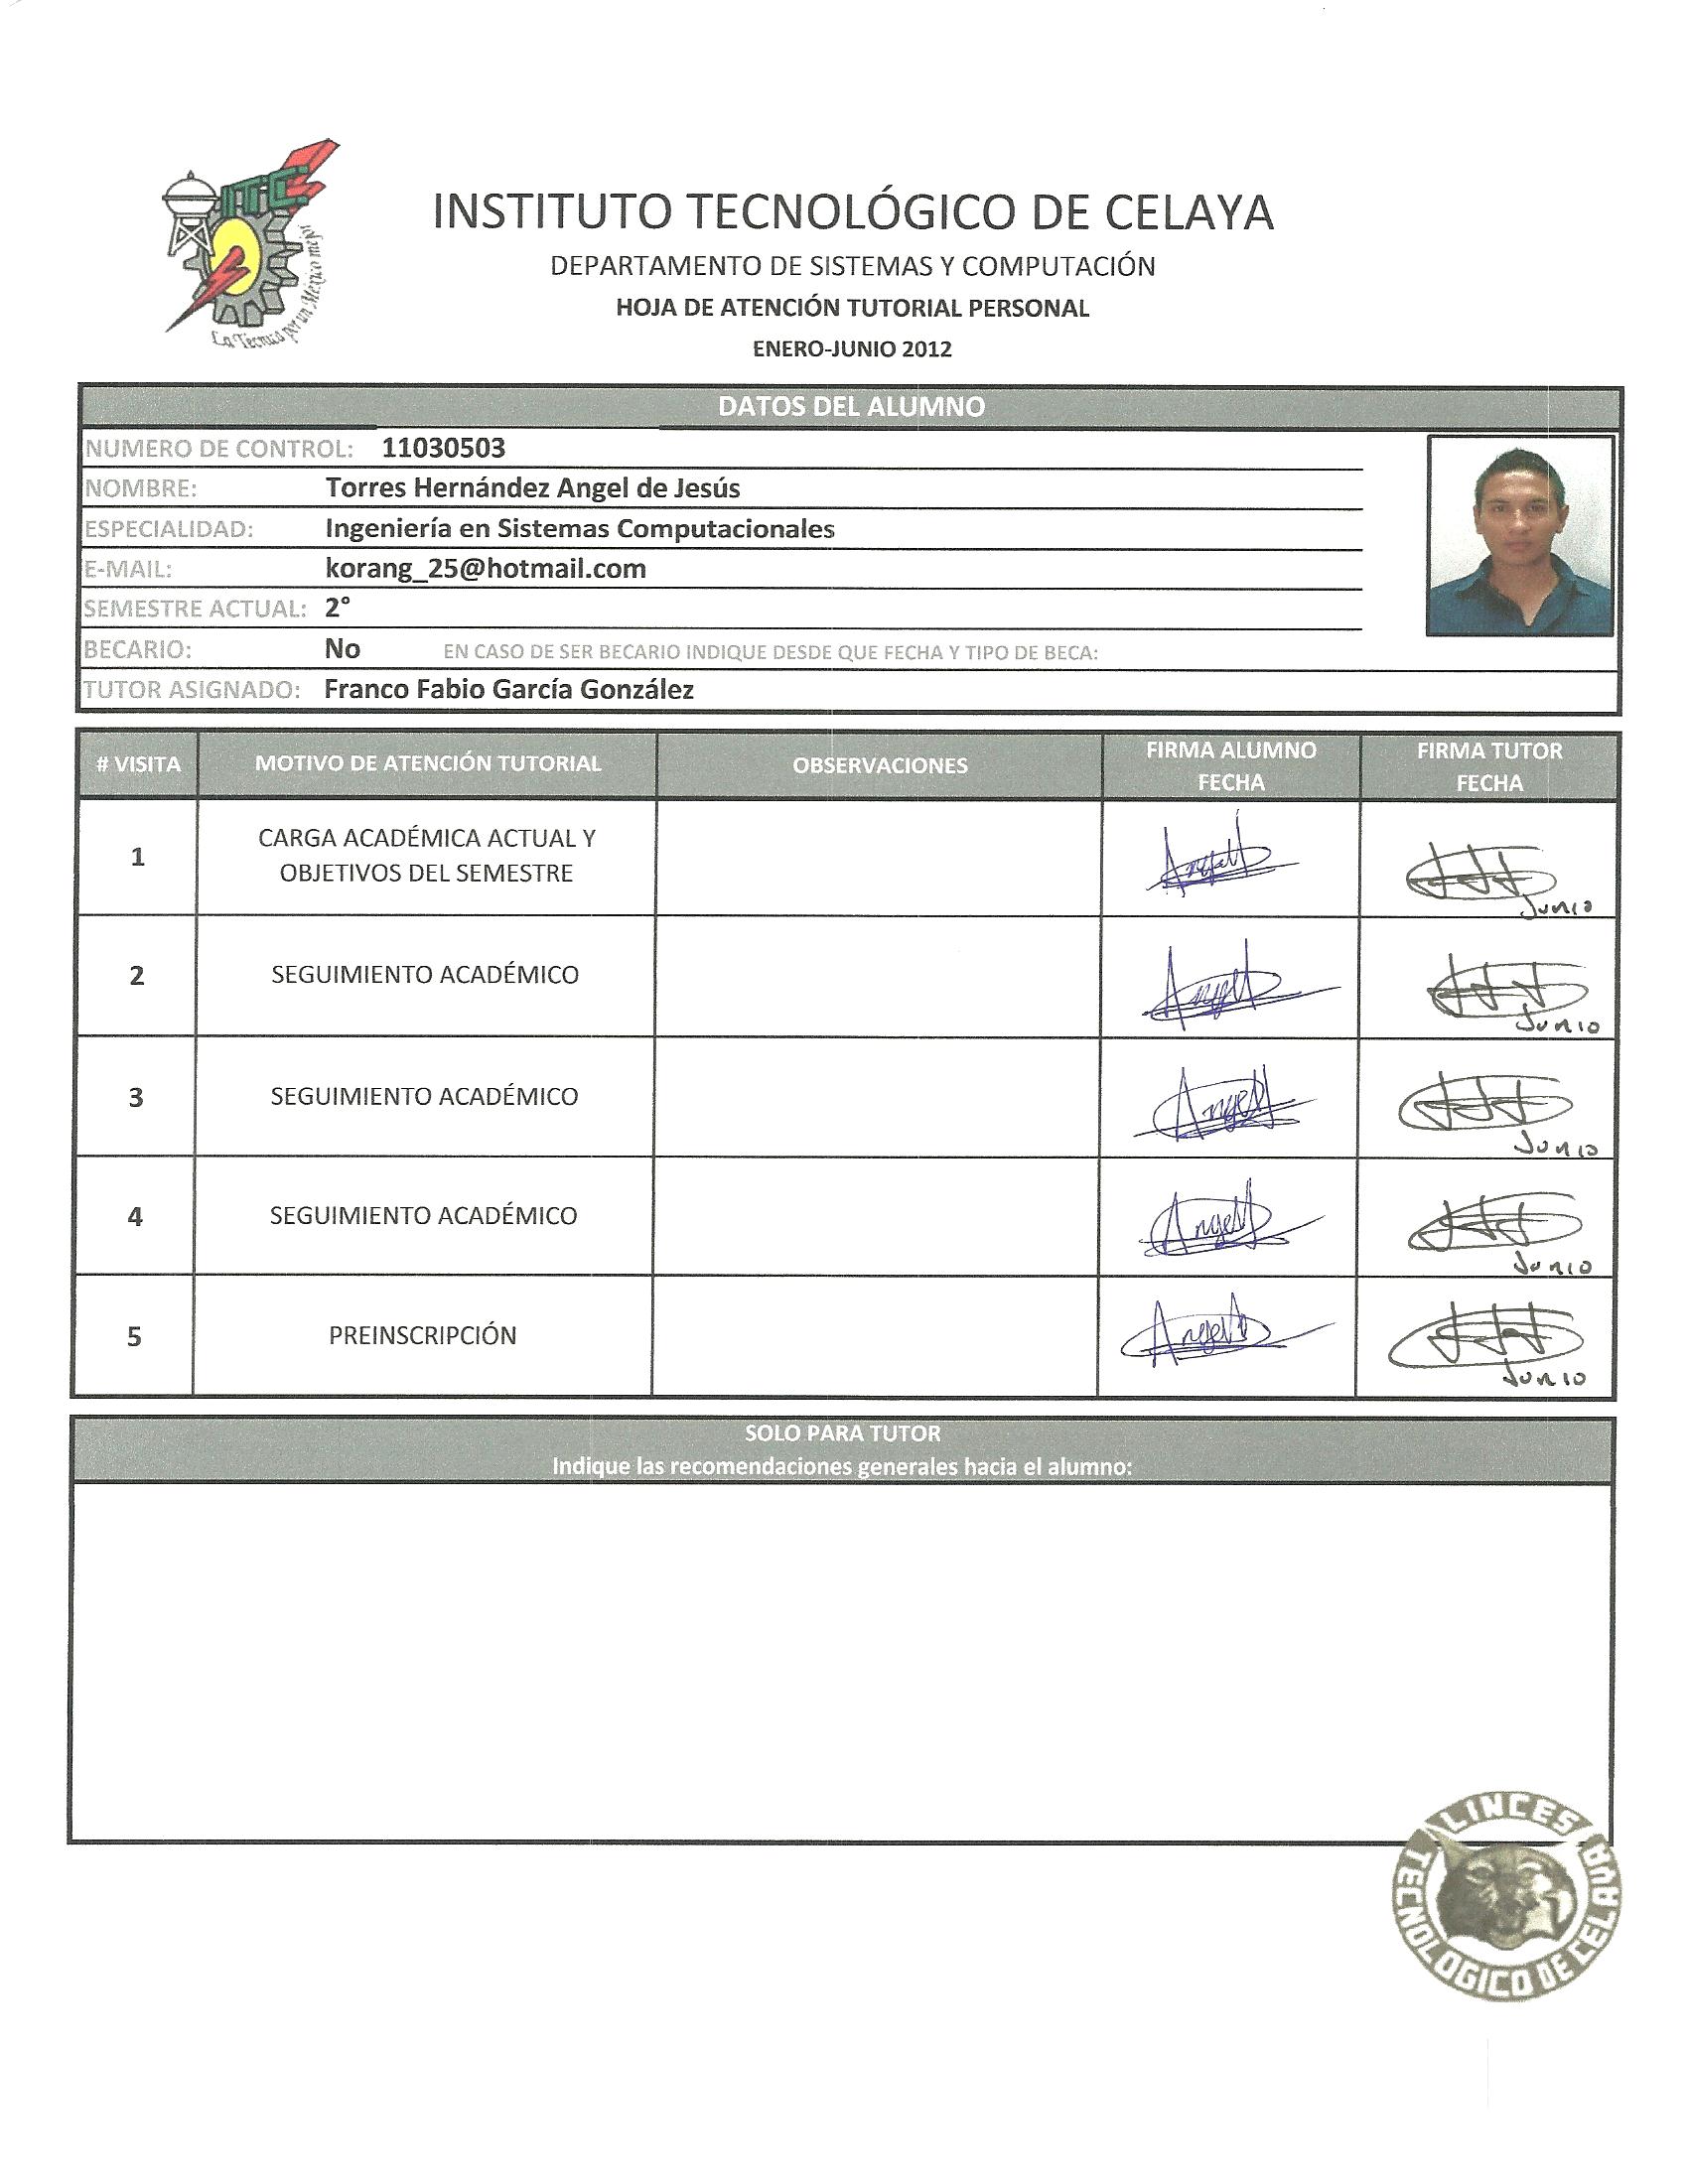 ITC
La Técnica por un México mejor
INSTITUTO TECNOLÓGICO DE CELAYA
DEPARTAMENTO DE SISTEMAS Y COMPUTACIÓN
HOJA DE ATENCIÓN TUTORIAL PERSONAL
ENERO-JUNIO 2012
DATOS DEL ALUMNO
NUMERO DE CONTROL: 11030503
NOMBRE: Torres Hernández Angel de Jesús
ESPECIALIDAD: Ingeniería en Sistemas Computacionales
E-MAIL: korang_25@hotmail.com
SEMESTRE ACTUAL: 2°
BECARIO: No EN CASO DE SER BECARIO INDIQUE DESDE QUE FECHA Y TIPO DE BECA:
TUTOR ASIGNADO: Franco Fabio García González
# VISITA MOTIVO DE ATENCIÓN TUTORIAL OBSERVACIONES FIRMA ALUMNO FECHA FIRMA TUTOR FECHA
1 CARGA ACADÉMICA ACTUAL Y OBJETIVOS DEL SEMESTRE Angel Junio
2 SEGUIMIENTO ACADÉMICO Angel Junio
3 SEGUIMIENTO ACADÉMICO Angel Junio
4 SEGUIMIENTO ACADÉMICO Angel Junio
5 PREINSCRIPCIÓN Angel Junio
SOLO PARA TUTOR
Indique las recomendaciones generales hacia el alumno:
LINCES
TECNOLOGICO DE CELAYA